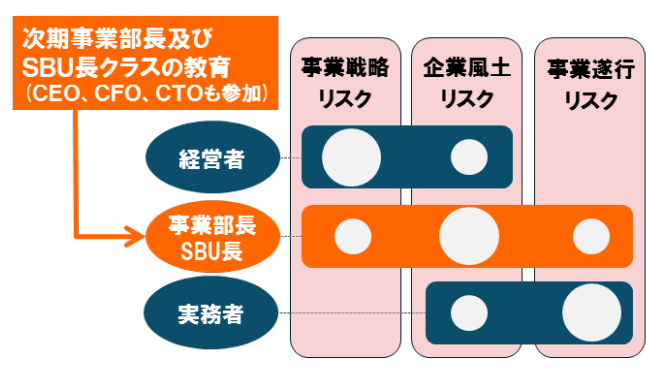 次期事業部長及び
SBU長クラスの教育
(CEO、CFO、CTOも参加)
事業戦略
リスク
企業風土
リスク
事業遂行
リスク
経営者
事業部長
SBU長
実務者